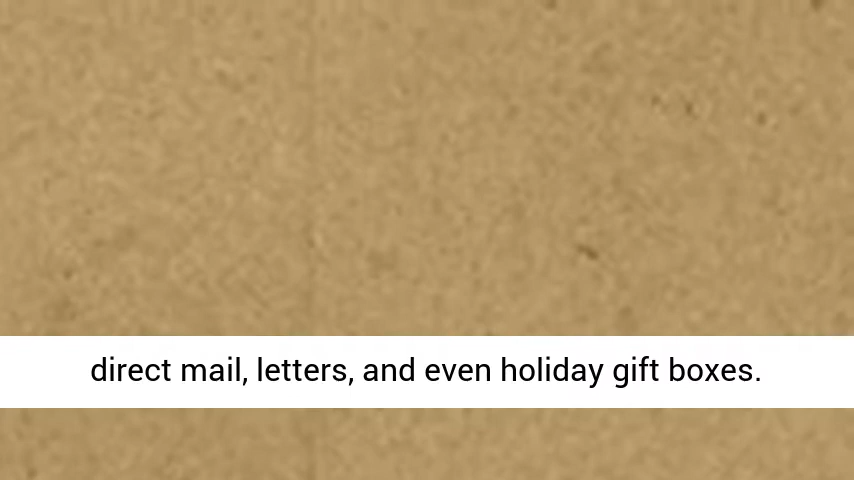 direct mail, letters, and even holiday gift boxes.